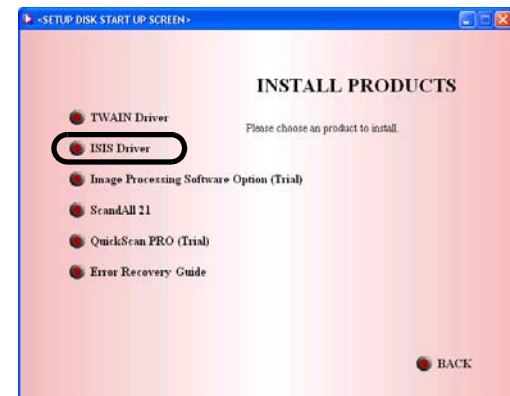 <SETUP DISK START UP SCREEN>
INSTALL PRODUCTS
Please choose an product to install.
TWAIN Driver
ISIS Driver
Image Processing Software Option (Trial)
ScandAll 21
QuickScan PRO (Trial)
Error Recovery Guide
BACK